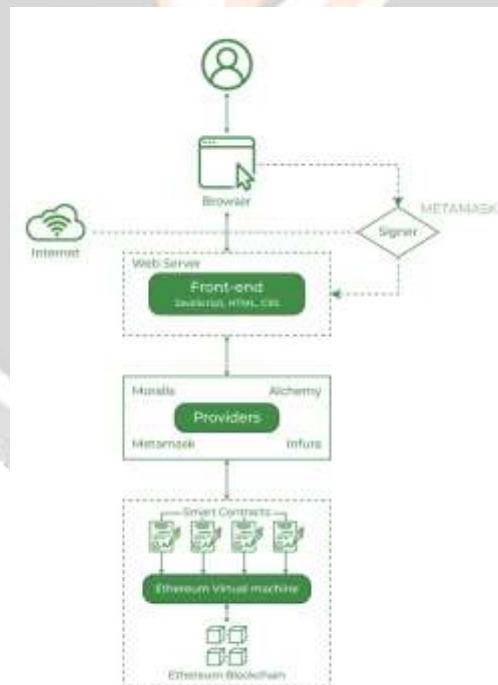 Browser
METAMASK
Signer
Internet
Web Server
Front-end
JavaScript, HTML, CSS
Moralis
Alchemy
Providers
Metamask
Infura
Smart Contracts
Ethereum Virtual machine
Ethereum Blockchain